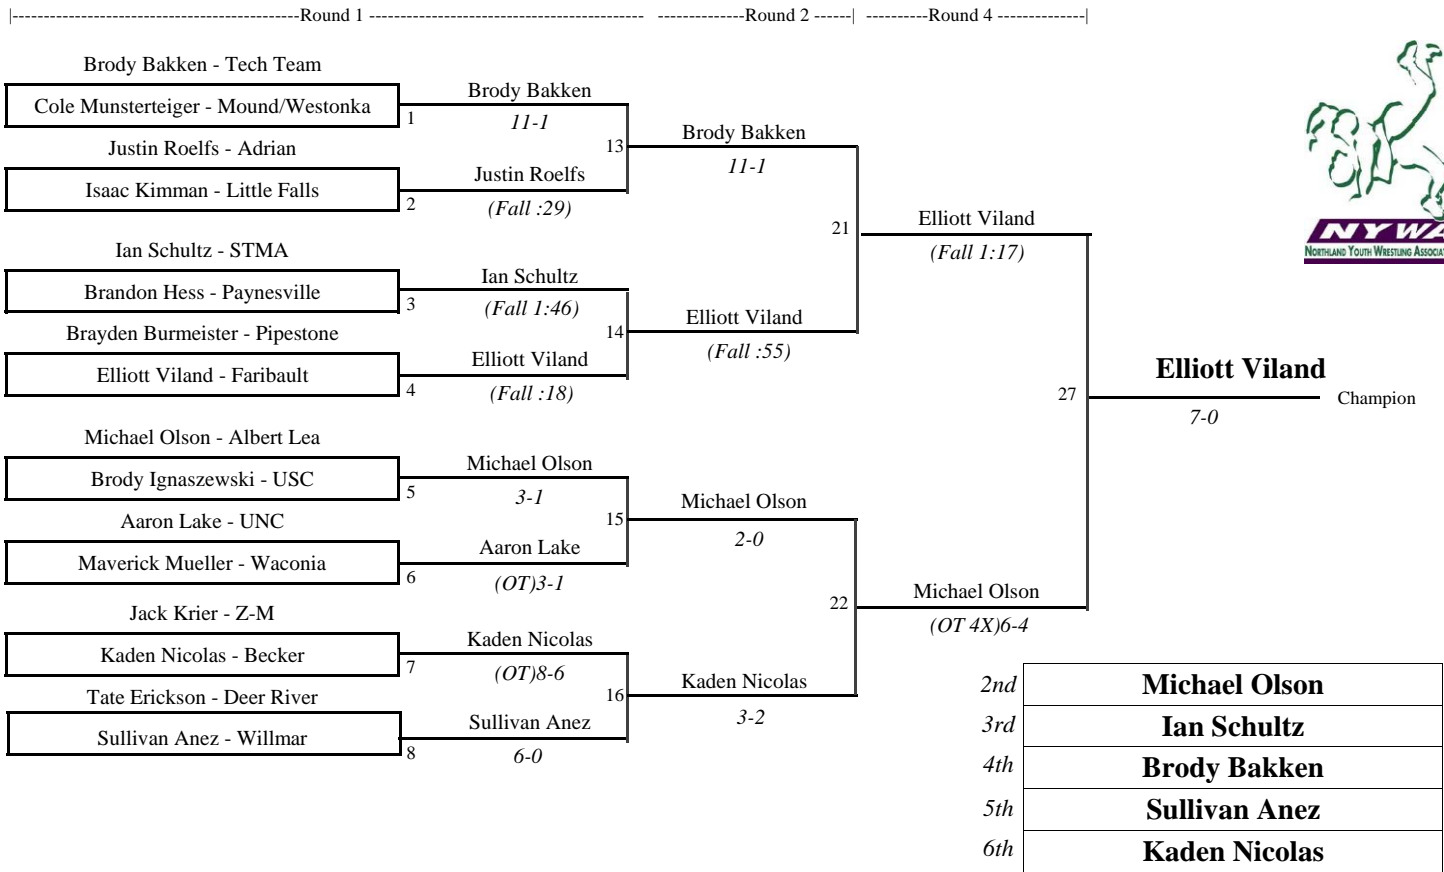 |------------------------------------------Round 1 ---------------------------------------- --------------Round 2 ------| ----------Round 4 --------------|
Brody Bakken - Tech Team
Cole Munsterteiger - Mound/Westonka
1
Justin Roelfs - Adrian
Isaac Kimman - Little Falls
2
Ian Schultz - STMA
Brandon Hess - Paynesville
3
Brayden Burmeister - Pipestone
Elliott Viland - Faribault
4
Michael Olson - Albert Lea
Brody Ignaszewski - USC
5
Aaron Lake - UNC
Maverick Mueller - Waconia
6
Jack Krier - Z-M
Kaden Nicolas - Becker
7
Tate Erickson - Deer River
Sullivan Anez - Willmar
8
Brody Bakken
11-1
13
Justin Roelfs
(Fall :29)
Ian Schultz
(Fall 1:46)
14
Elliott Viland
(Fall :18)
Michael Olson
3-1
15
Aaron Lake
(OT)3-1
Kaden Nicolas
(OT)8-6
16
Sullivan Anez
6-0
Brody Bakken
11-1
21
Elliott Viland
(Fall :55)
Michael Olson
2-0
22
Kaden Nicolas
3-2
Elliott Viland
(Fall 1:17)
27
Michael Olson
(OT 4X)6-4
Elliott Viland
7-0
Champion
NYWA
NORTHLAND YOUTH WRESTLING
2nd Michael Olson
3rd Ian Schultz
4th Brody Bakken
5th Sullivan Anez
6th Kaden Nicolas